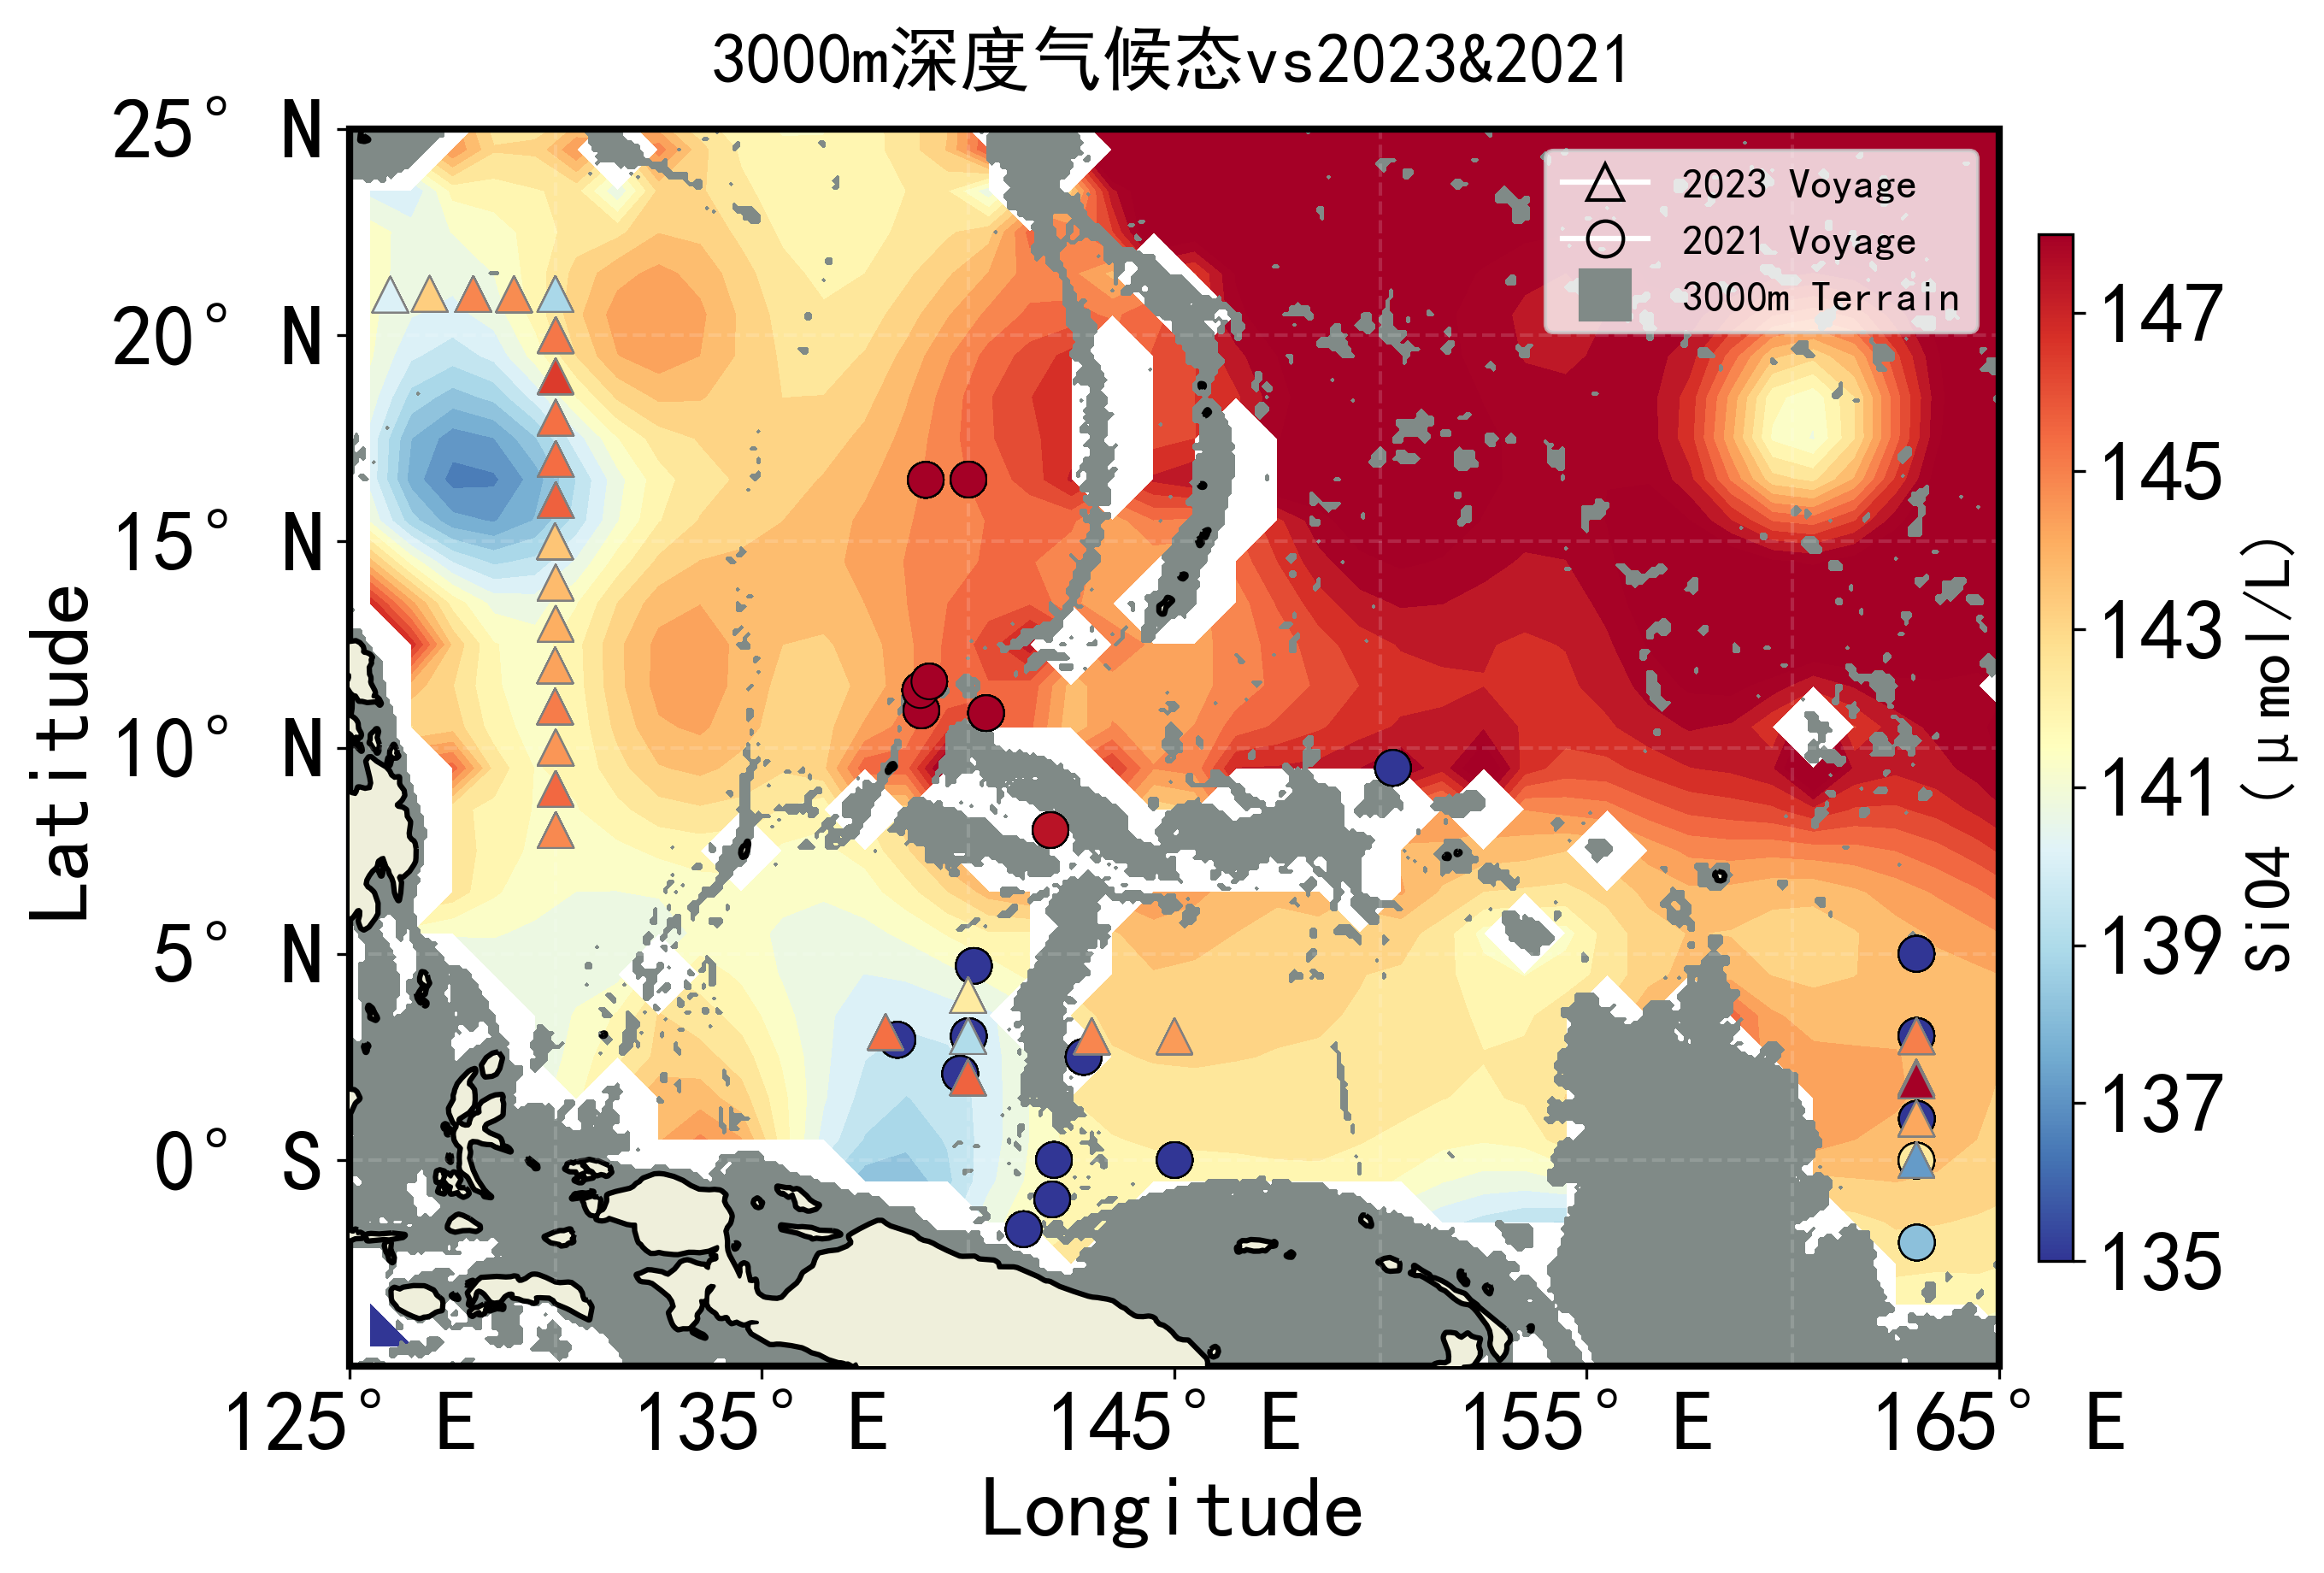 3000m深度气候态vs2023&2021
25° N
20° N
15° N
10° N
5° N
0° S
Latitude
125° E
135° E
145° E
155° E
165° E
Longitude
2023 Voyage
2021 Voyage
3000m Terrain
147
145
143
141
139
137
135
SiO4 (μmol/L)